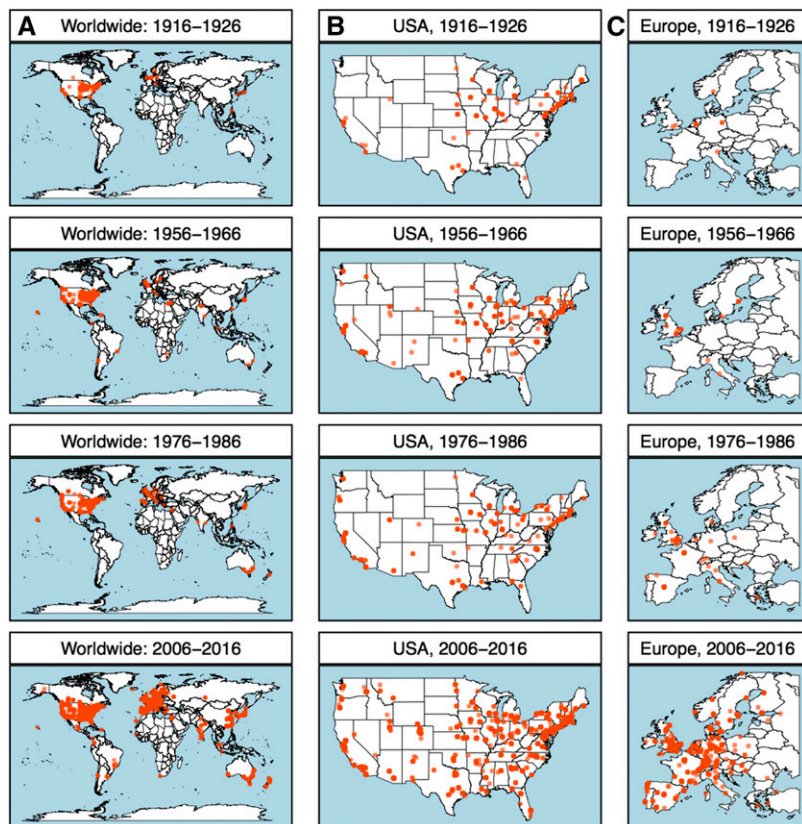 A Worldwide: 1916–1926
B USA, 1916–1926
C Europe, 1916–1926
Worldwide: 1956–1966
USA, 1956–1966
Europe, 1956–1966
Worldwide: 1976–1986
USA, 1976–1986
Europe, 1976–1986
Worldwide: 2006–2016
USA, 2006–2016
Europe, 2006–2016